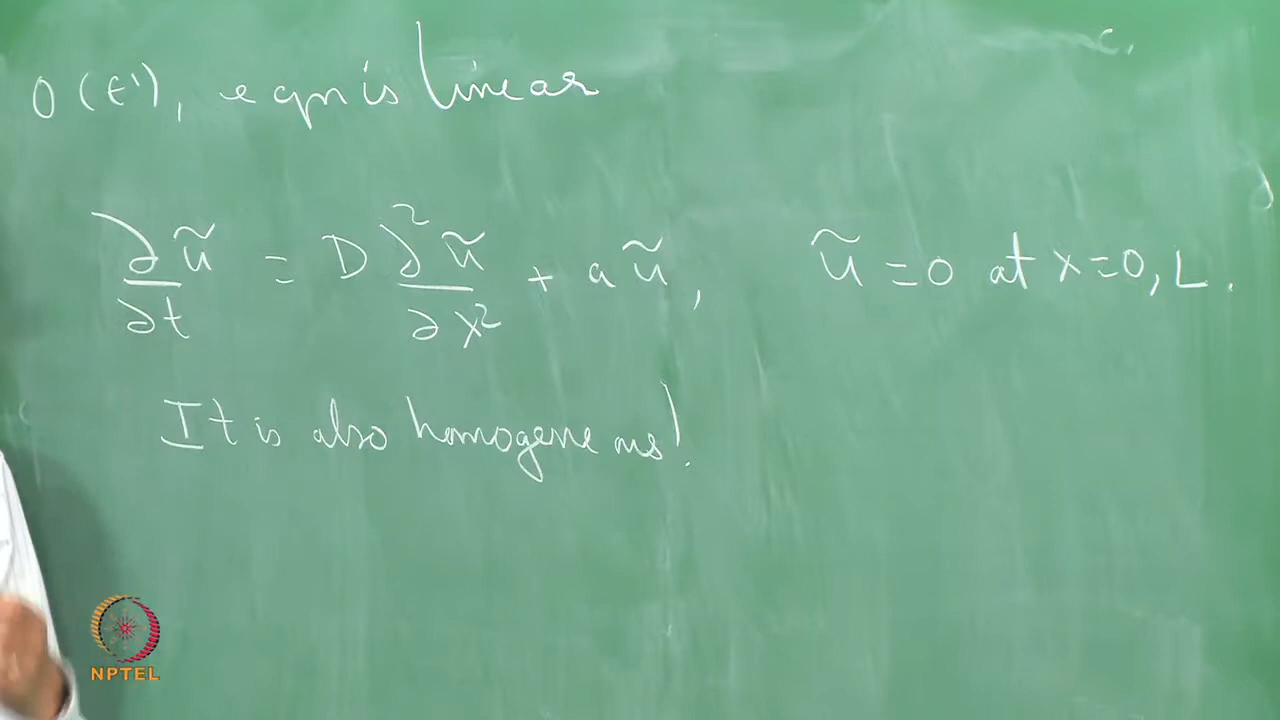 O(ε¹), eqn is linear
∂ũ/∂t = D ∂²ũ/∂x² + aũ, ũ = 0 at x = 0, L.
It is also homogeneous!
NPTEL